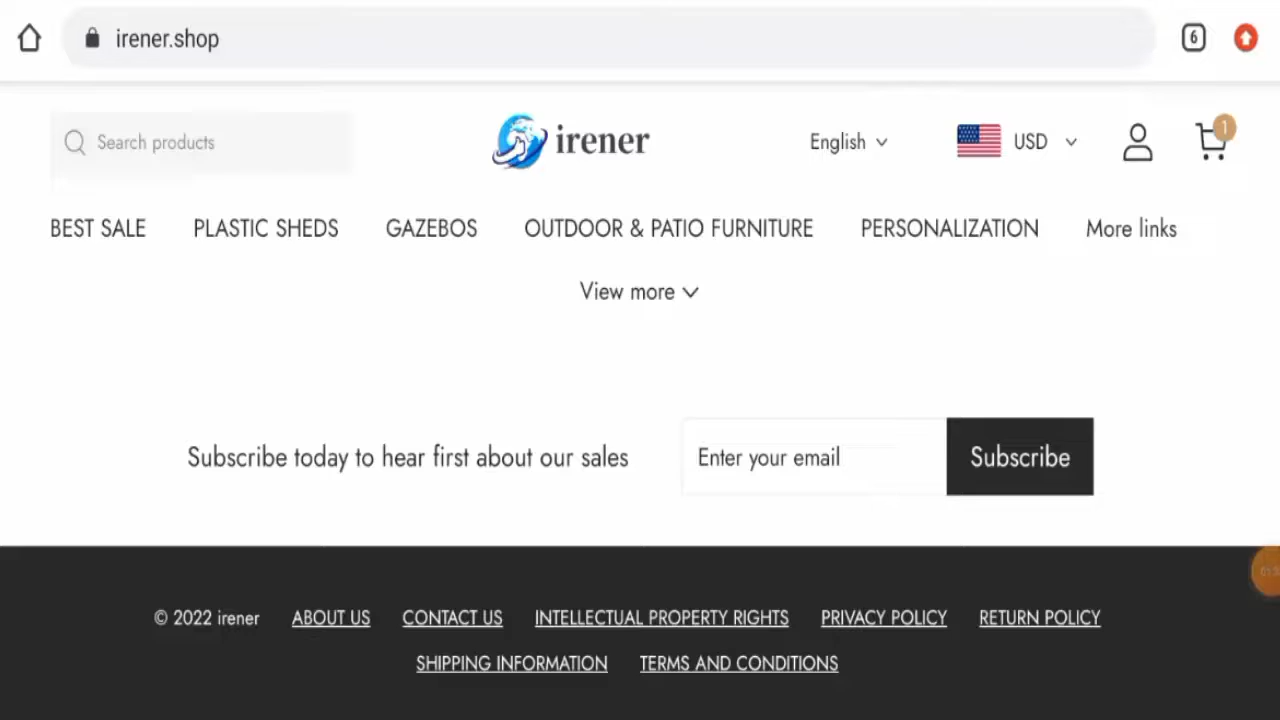 irener.shop
6
Search products
irener
English
USD
1
BEST SALE PLASTIC SHEDS GAZEBOS OUTDOOR & PATIO FURNITURE PERSONALIZATION More links
View more
Subscribe today to hear first about our sales
Enter your email
Subscribe
© 2022 irener ABOUT US CONTACT US INTELLECTUAL PROPERTY RIGHTS PRIVACY POLICY RETURN POLICY
SHIPPING INFORMATION TERMS AND CONDITIONS